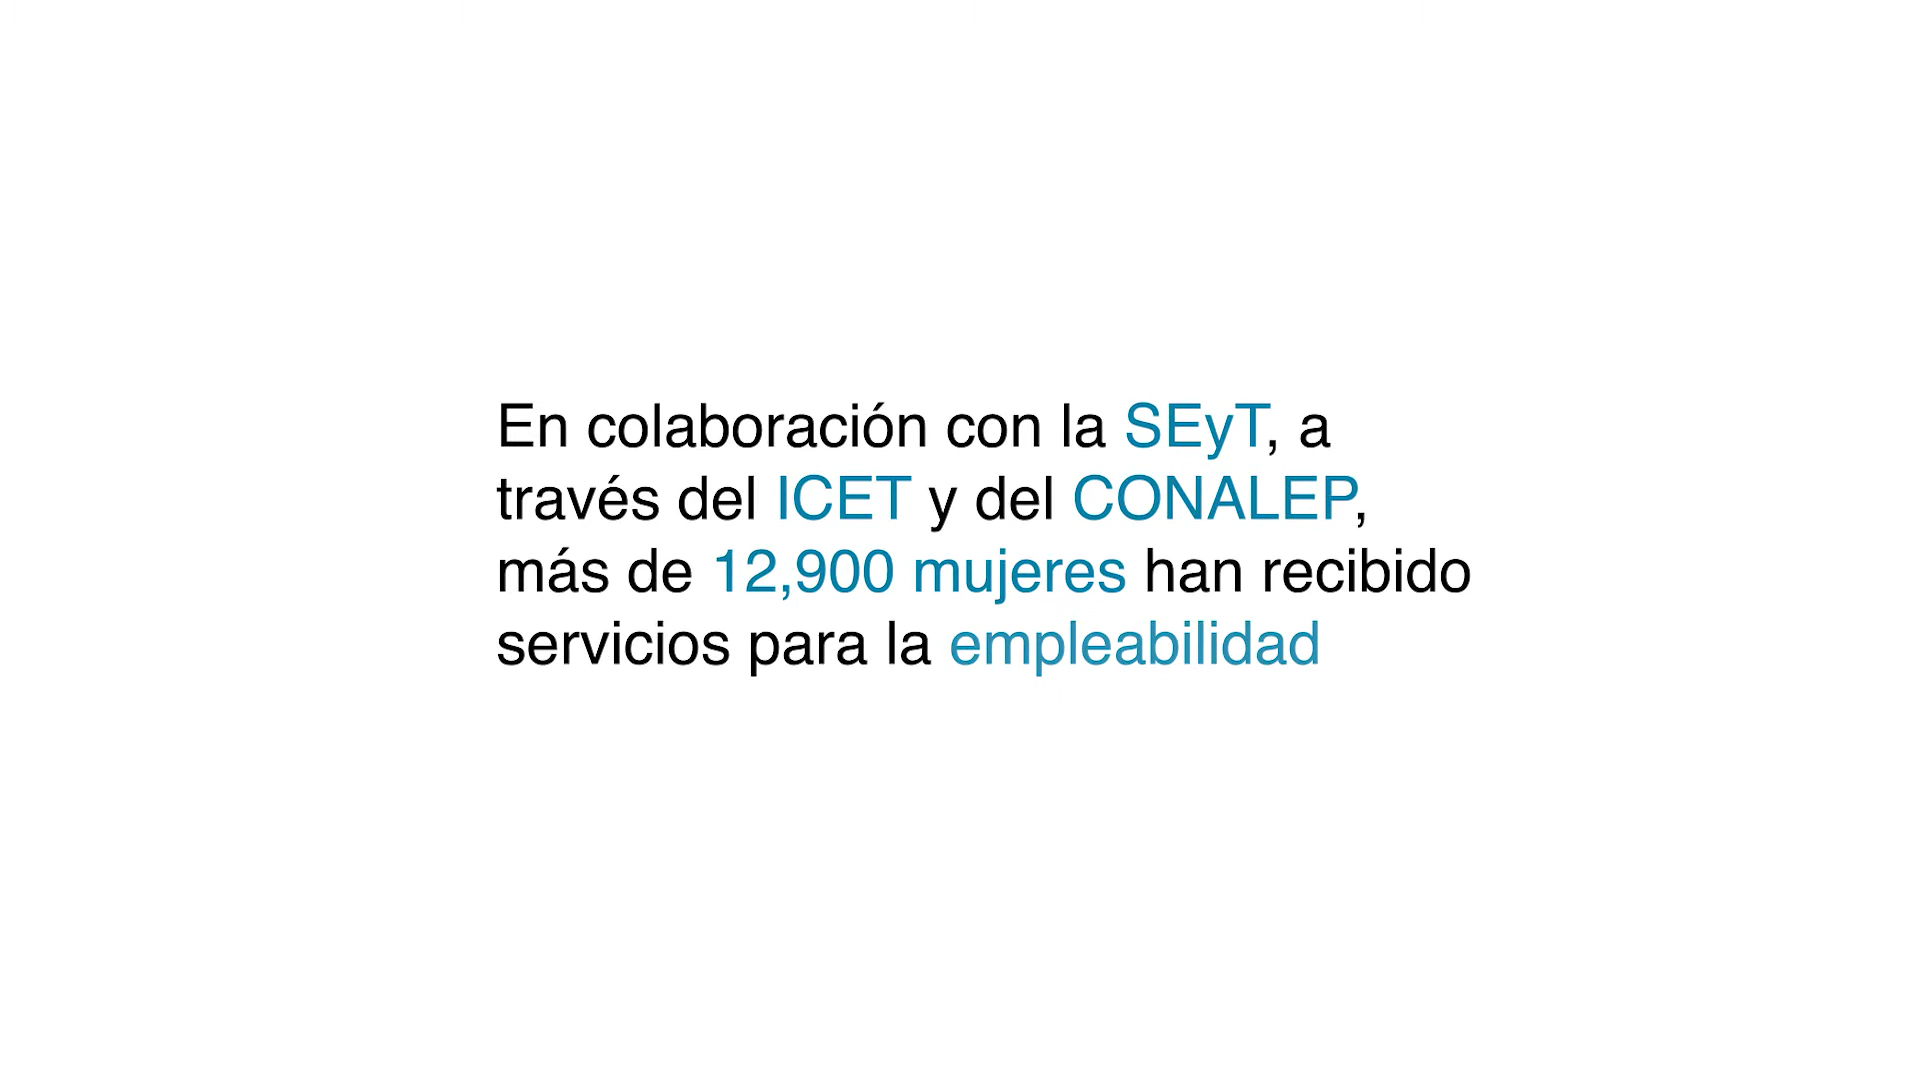 En colaboración con la SEyT, a
través del ICET y del CONALEP,
más de 12,900 mujeres han recibido
servicios para la empleabilidad